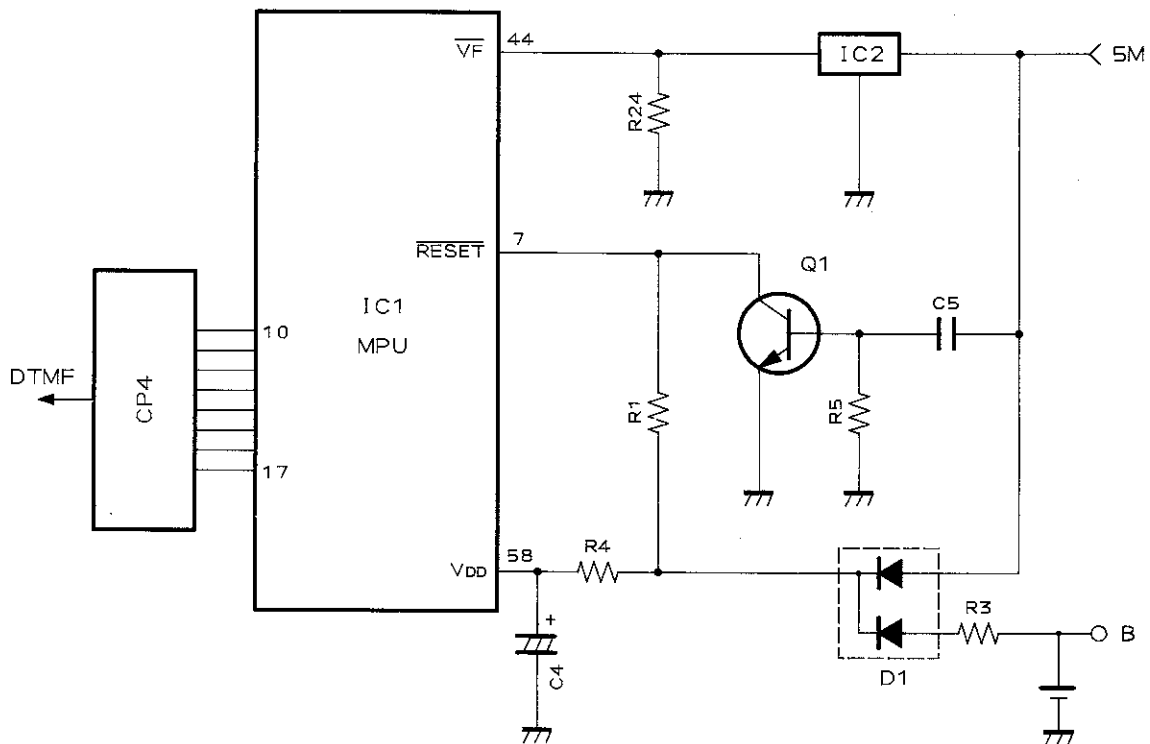 VF 44
IC2
5M
R24
RESET 7
Q1
C5
IC1
MPU
10
DTMF
CP4
R1
R5
17
VDD 58
R4
R3
B
C4
D1
+